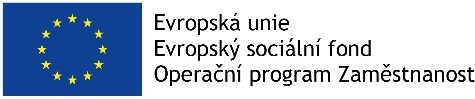 Evropská unie
Evropský sociální fond
Operační program Zaměstnanost